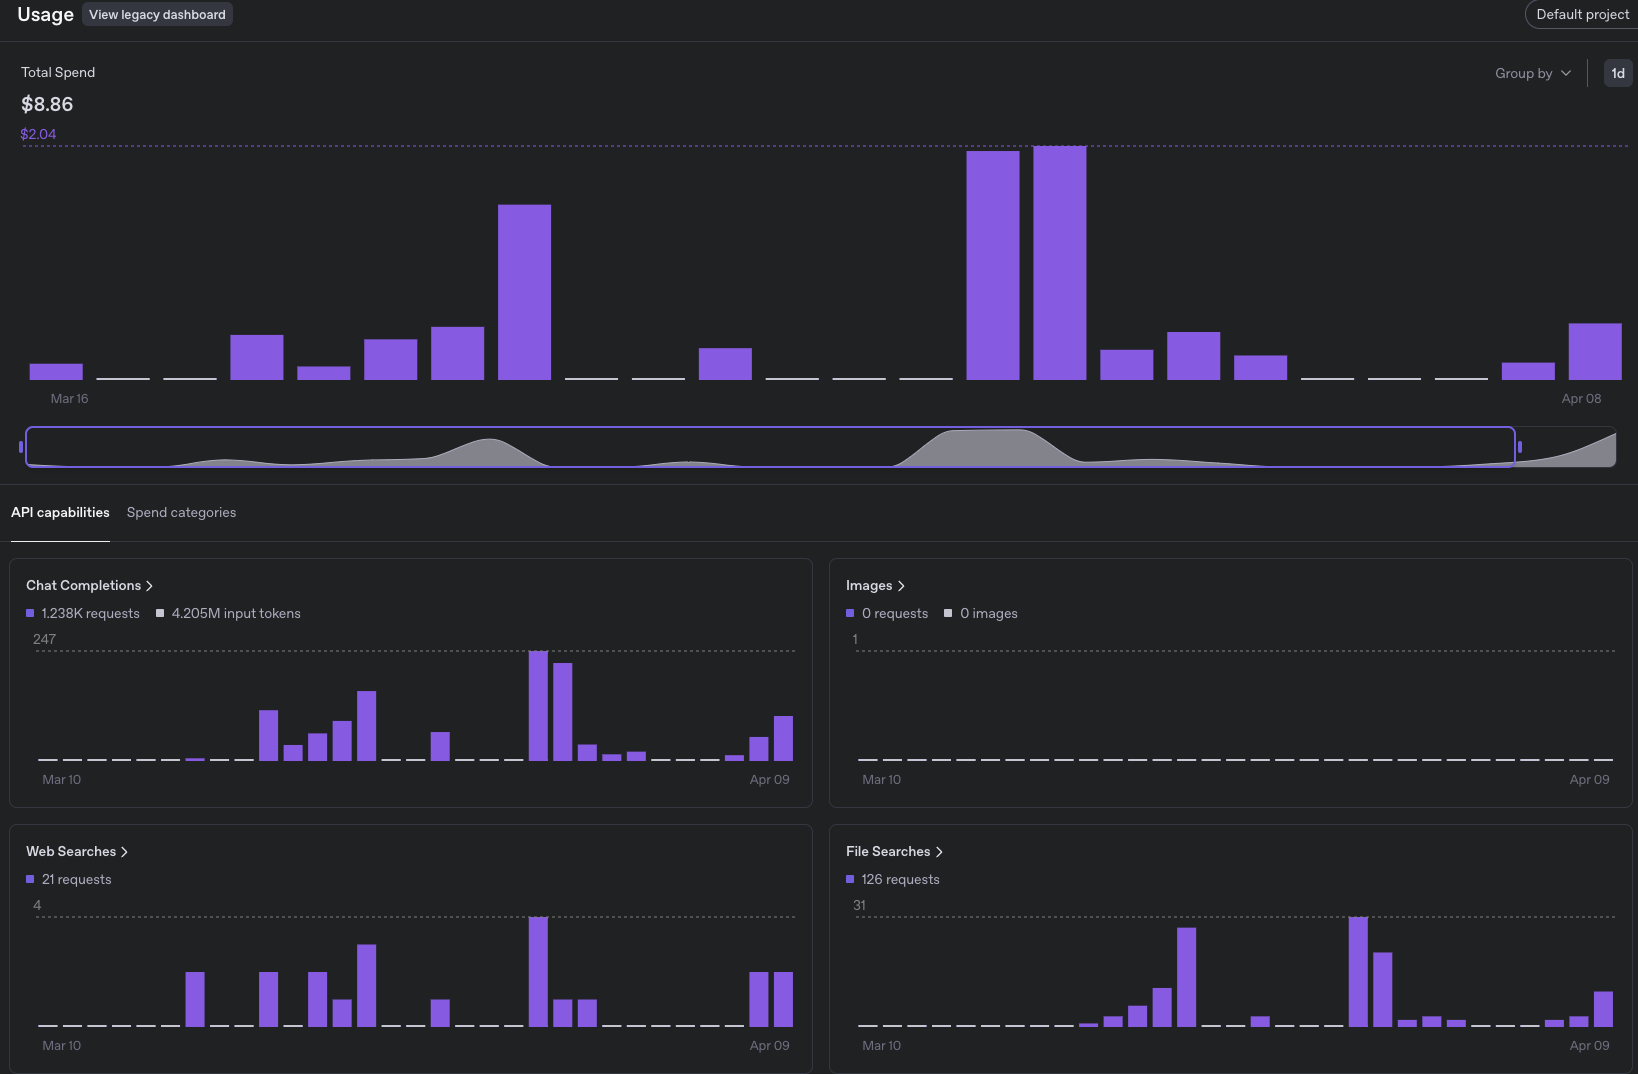 Usage View legacy dashboard Default project
Total Spend
Group by 1d
$8.86
$2.04
Mar 16 Apr 08
API capabilities Spend categories
Chat Completions
1.238K requests 4.205M input tokens
247
Mar 10 Apr 09
Images
0 requests 0 images
1
Mar 10 Apr 09
Web Searches
21 requests
4
Mar 10 Apr 09
File Searches
126 requests
31
Mar 10 Apr 09